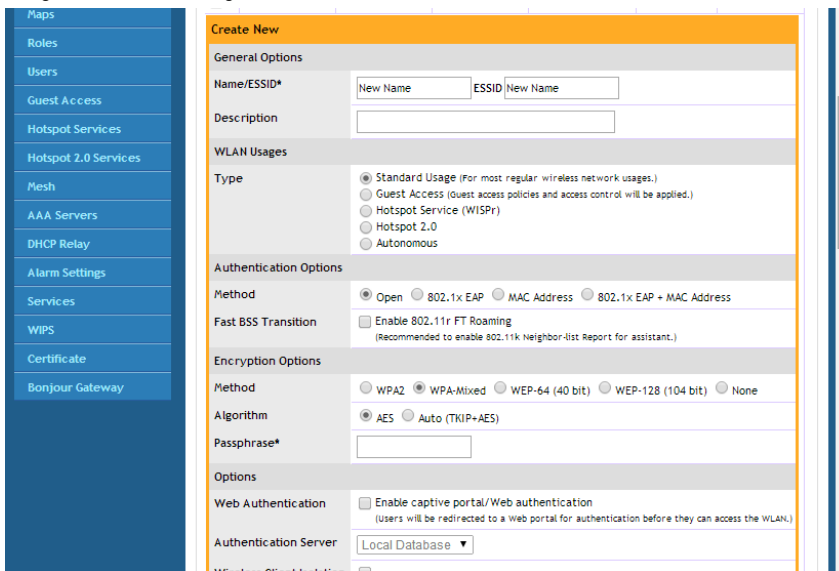 Maps
Roles
Users
Guest Access
Hotspot Services
Hotspot 2.0 Services
Mesh
AAA Servers
DHCP Relay
Alarm Settings
Services
WIPS
Certificate
Bonjour Gateway
Create New
General Options
Name/ESSID* New Name ESSID New Name
Description
WLAN Usages
Type Standard Usage (For most regular wireless network usages.)
Guest Access (Guest access policies and access control will be applied.)
Hotspot Service (WISPr)
Hotspot 2.0
Autonomous
Authentication Options
Method Open 802.1x EAP MAC Address 802.1x EAP + MAC Address
Fast BSS Transition Enable 802.11r FT Roaming
(Recommended to enable 802.11k Neighbor-list Report for assistant.)
Encryption Options
Method WPA2 WPA-Mixed WEP-64 (40 bit) WEP-128 (104 bit) None
Algorithm AES Auto (TKIP+AES)
Passphrase*
Options
Web Authentication Enable captive portal/Web authentication
(Users will be redirected to a Web portal for authentication before they can access the WLAN.)
Authentication Server Local Database